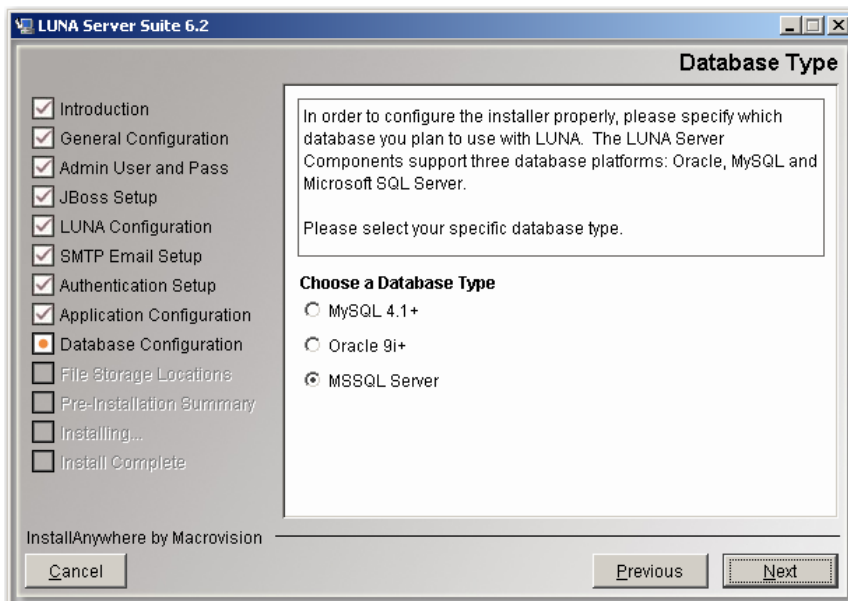 LUNA Server Suite 6.2
Database Type
Introduction
General Configuration
Admin User and Pass
JBoss Setup
LUNA Configuration
SMTP Email Setup
Authentication Setup
Application Configuration
Database Configuration
File Storage Locations
Pre-Installation Summary
Installing...
Install Complete
In order to configure the installer properly, please specify which
database you plan to use with LUNA. The LUNA Server
Components support three database platforms: Oracle, MySQL and
Microsoft SQL Server.
Please select your specific database type.
Choose a Database Type
MySQL 4.1+
Oracle 9i+
MSSQL Server
InstallAnywhere by Macrovision
Cancel
Previous
Next